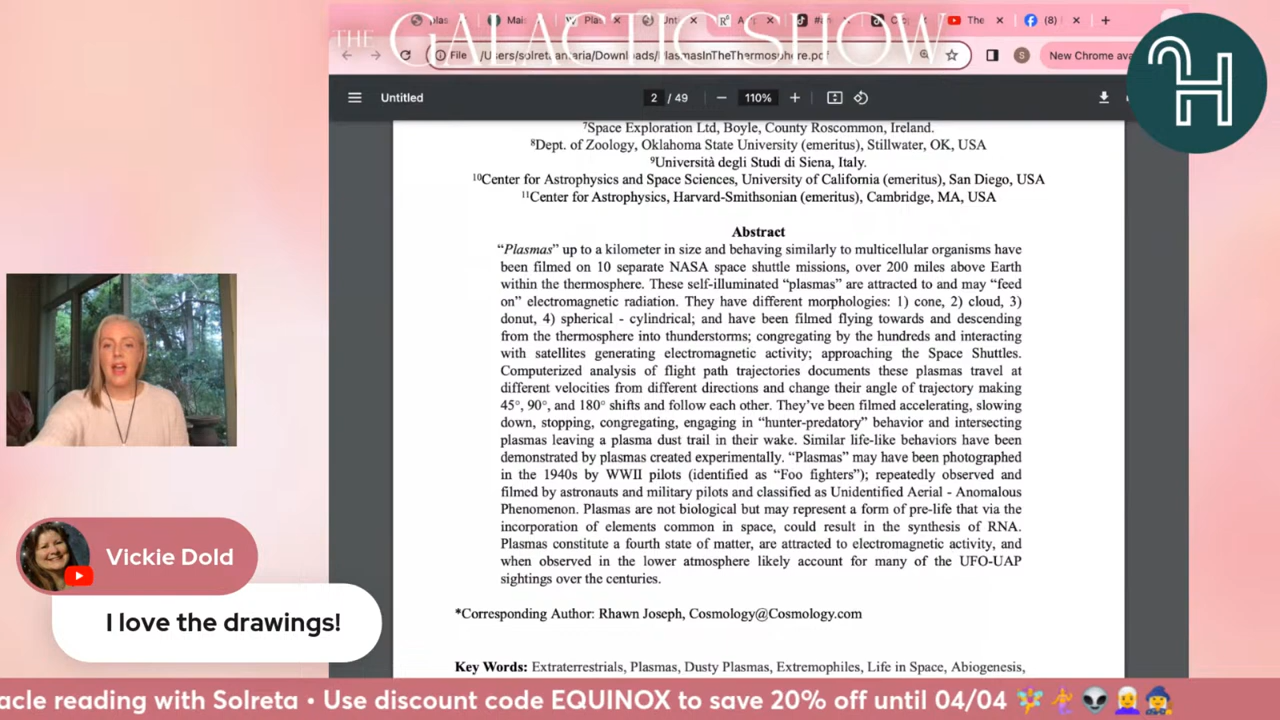 THE GALACTIC SHOW
plas
Mai
Plas
Unt
R⁶
#a
The
(8)
File /Users/solreta
/Downloads/PlasmasInTheThermosphere.pdf
S
New Chrome ava
H
Untitled
2 / 49
110%
⁷Space Exploration Ltd, Boyle, County Roscommon, Ireland.
⁸Dept. of Zoology, Oklahoma State University (emeritus), Stillwater, OK, USA
⁹Università degli Studi di Siena, Italy.
¹⁰Center for Astrophysics and Space Sciences, University of California (emeritus), San Diego, USA
¹¹Center for Astrophysics, Harvard-Smithsonian (emeritus), Cambridge, MA, USA
Abstract
“Plasmas” up to a kilometer in size and behaving similarly to multicellular organisms have
been filmed on 10 separate NASA space shuttle missions, over 200 miles above Earth
within the thermosphere. These self-illuminated “plasmas” are attracted to and may “feed
on” electromagnetic radiation. They have different morphologies: 1) cone, 2) cloud, 3)
donut, 4) spherical - cylindrical; and have been filmed flying towards and descending
from the thermosphere into thunderstorms; congregating by the hundreds and interacting
with satellites generating electromagnetic activity; approaching the Space Shuttles.
Computerized analysis of flight path trajectories documents these plasmas travel at
different velocities from different directions and change their angle of trajectory making
45°, 90°, and 180° shifts and follow each other. They’ve been filmed accelerating, slowing
down, stopping, congregating, engaging in “hunter-predatory” behavior and intersecting
plasmas leaving a plasma dust trail in their wake. Similar life-like behaviors have been
demonstrated by plasmas created experimentally. “Plasmas” may have been photographed
in the 1940s by WWII pilots (identified as “Foo fighters”); repeatedly observed and
filmed by astronauts and military pilots and classified as Unidentified Aerial - Anomalous
Phenomenon. Plasmas are not biological but may represent a form of pre-life that via the
incorporation of elements common in space, could result in the synthesis of RNA.
Plasmas constitute a fourth state of matter, are attracted to electromagnetic activity, and
when observed in the lower atmosphere likely account for many of the UFO-UAP
sightings over the centuries.
*Corresponding Author: Rhawn Joseph, Cosmology@Cosmology.com
Key Words: Extraterrestrials, Plasmas, Dusty Plasmas, Extremophiles, Life in Space, Abiogenesis,
Vickie Dold
I love the drawings!
acle reading with Solreta • Use discount code EQUINOX to save 20% off until 04/04 🧚🧜‍♀️👽👩‍🦳🧙‍♀️